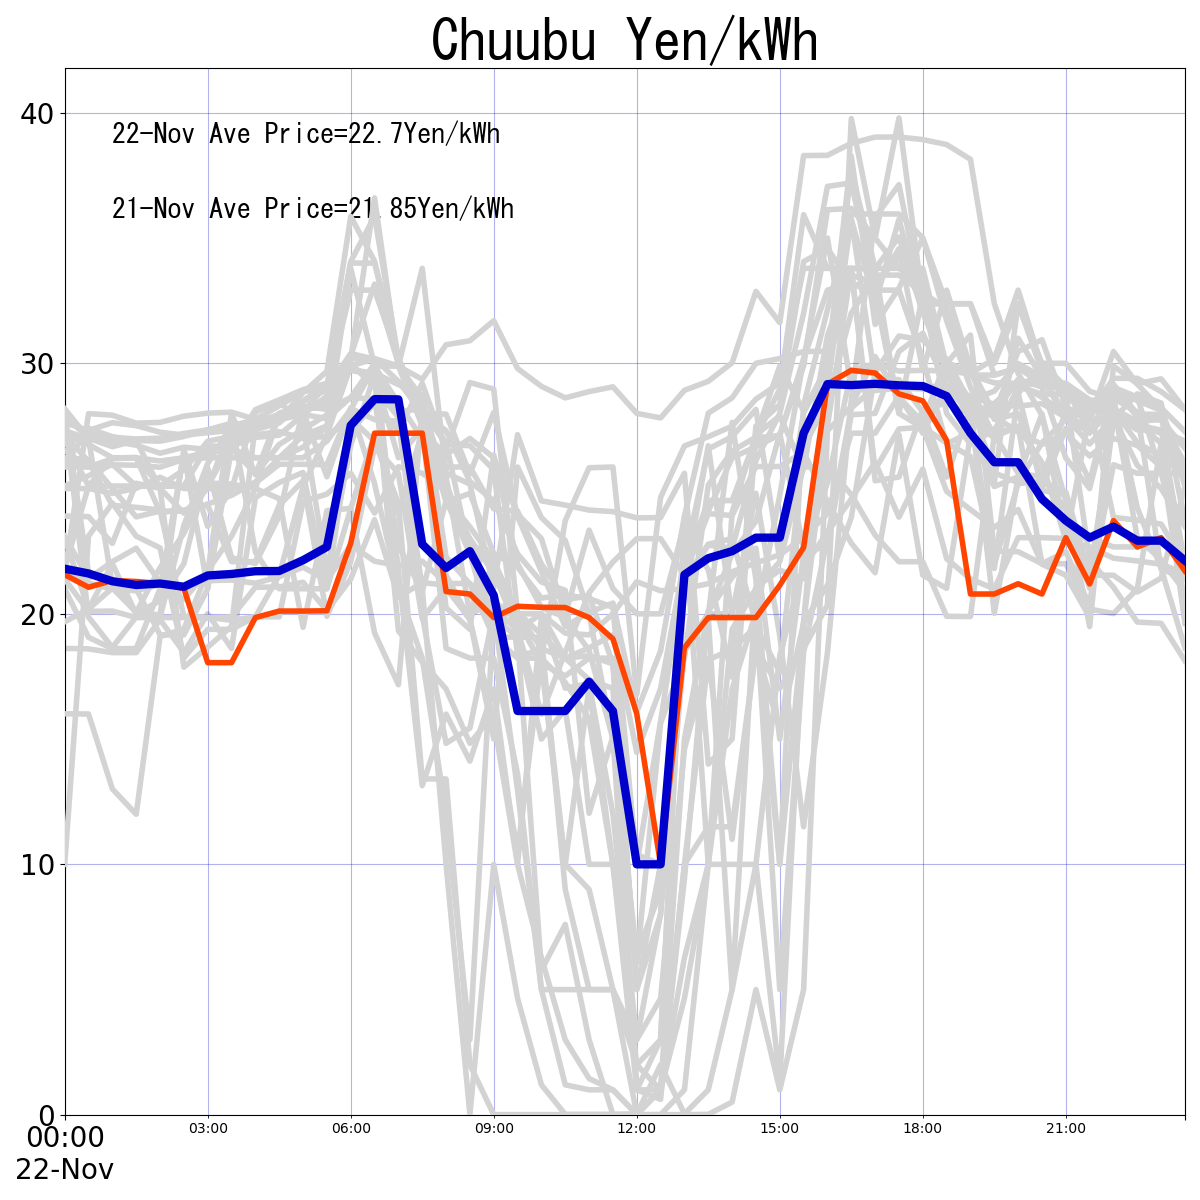 Chuubu Yen/kWh
40
22-Nov Ave Price=22.7Yen/kWh
21-Nov Ave Price=21.85Yen/kWh
30
20
10
0
00:00 03:00 06:00 09:00 12:00 15:00 18:00 21:00
22-Nov